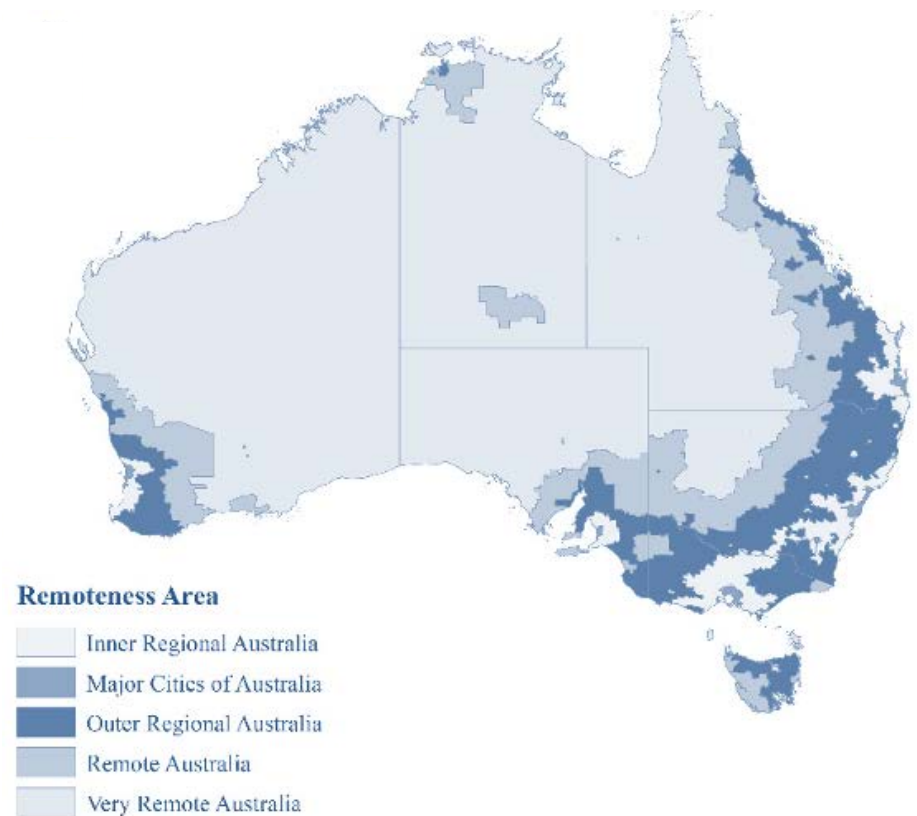 Remoteness Area
Inner Regional Australia
Major Cities of Australia
Outer Regional Australia
Remote Australia
Very Remote Australia